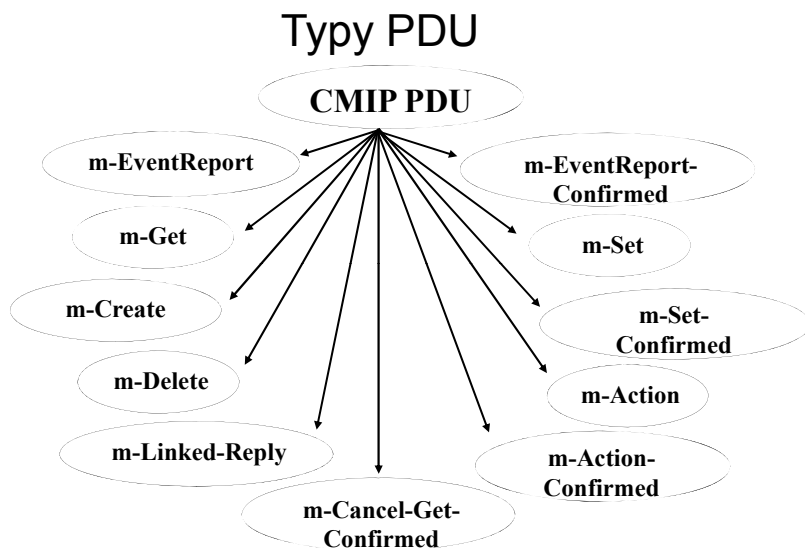 Typy PDU
CMIP PDU
m-EventReport
m-EventReport-
Confirmed
m-Get
m-Set
m-Create
m-Set-
Confirmed
m-Delete
m-Action
m-Linked-Reply
m-Action-
Confirmed
m-Cancel-Get-
Confirmed